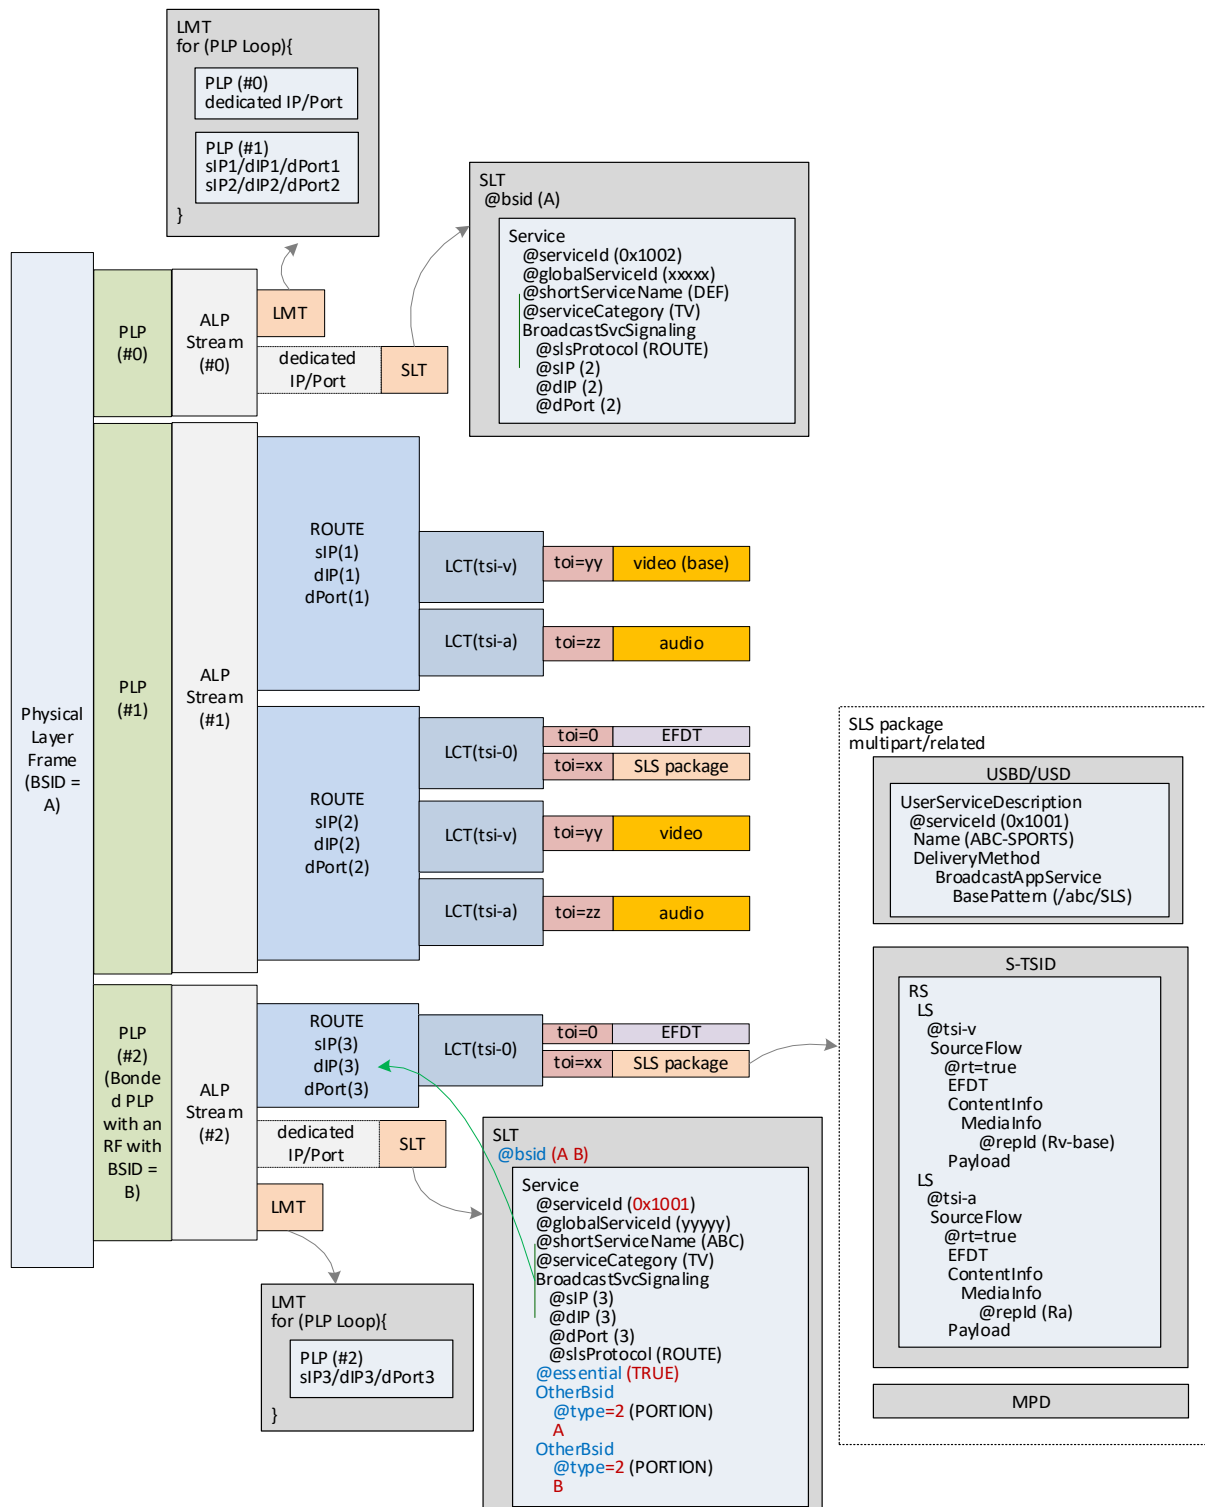 LMT
for (PLP Loop){
PLP (#0)
dedicated IP/Port
PLP (#1)
sIP1/dIP1/dPort1
sIP2/dIP2/dPort2
}
SLT
@bsid (A)
Service
@serviceId (0x1002)
@globalServiceId (xxxxx)
@shortServiceName (DEF)
@serviceCategory (TV)
BroadcastSvcSignaling
@slsProtocol (ROUTE)
@sIP (2)
@dIP (2)
@dPort (2)
Physical
Layer
Frame
(BSID =
A)
PLP
(#0)
ALP
Stream
(#0)
LMT
dedicated
IP/Port
SLT
PLP
(#1)
ALP
Stream
(#1)
ROUTE
sIP(1)
dIP(1)
dPort(1)
LCT(tsi-v)
toi=yy
video (base)
LCT(tsi-a)
toi=zz
audio
ROUTE
sIP(2)
dIP(2)
dPort(2)
LCT(tsi-0)
toi=0
EFDT
toi=xx
SLS package
LCT(tsi-v)
toi=yy
video
LCT(tsi-a)
toi=zz
audio
PLP
(#2)
(Bonde
d PLP
with an
RF with
BSID =
B)
ALP
Stream
(#2)
ROUTE
sIP(3)
dIP(3)
dPort(3)
LCT(tsi-0)
toi=0
EFDT
toi=xx
SLS package
dedicated
IP/Port
SLT
LMT
LMT
for (PLP Loop){
PLP (#2)
sIP3/dIP3/dPort3
}
SLT
@bsid (A B)
Service
@serviceId (0x1001)
@globalServiceId (yyyyy)
@shortServiceName (ABC)
@serviceCategory (TV)
BroadcastSvcSignaling
@sIP (3)
@dIP (3)
@dPort (3)
@slsProtocol (ROUTE)
@essential (TRUE)
OtherBsid
@type=2 (PORTION)
A
OtherBsid
@type=2 (PORTION)
B
SLS package
multipart/related
USBD/USD
UserServiceDescription
@serviceId (0x1001)
Name (ABC-SPORTS)
DeliveryMethod
BroadcastAppService
BasePattern (/abc/SLS)
S-TSID
RS
LS
@tsi-v
SourceFlow
@rt=true
EFDT
ContentInfo
MediaInfo
@repId (Rv-base)
Payload
LS
@tsi-a
SourceFlow
@rt=true
EFDT
ContentInfo
MediaInfo
@repId (Ra)
Payload
MPD